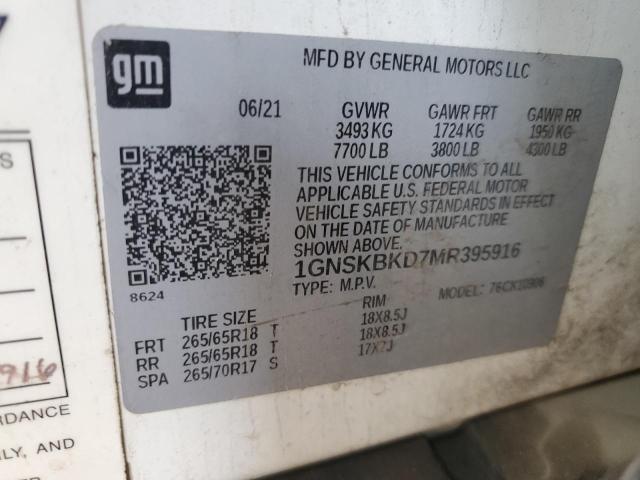 gm
MFD BY GENERAL MOTORS LLC
06/21 GVWR GAWR FRT GAWR RR
3493 KG 1724 KG 1950 KG
7700 LB 3800 LB 4300 LB
THIS VEHICLE CONFORMS TO ALL
APPLICABLE U.S. FEDERAL MOTOR
VEHICLE SAFETY STANDARDS IN EFFECT
ON THE DATE OF MANUFACTURE
SHOWN ABOVE.
1GNSKBKD7MR395916
TYPE: M.P.V. MODEL: 76CK10906
8624
TIRE SIZE RIM
FRT 265/65R18 T 18X8.5J
RR 265/65R18 T 18X8.5J
SPA 265/70R17 S 17X7J
S
916
RDANCE
ILY, AND